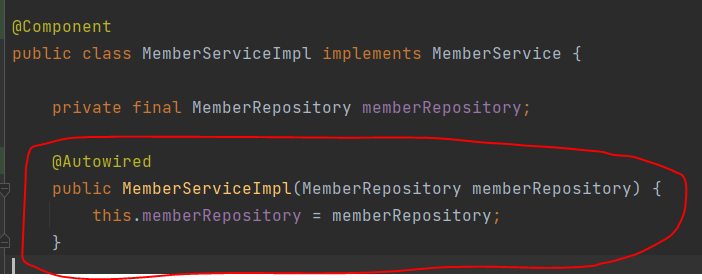 @Component
public class MemberServiceImpl implements MemberService {
private final MemberRepository memberRepository;
@Autowired
public MemberServiceImpl(MemberRepository memberRepository) {
this.memberRepository = memberRepository;
}